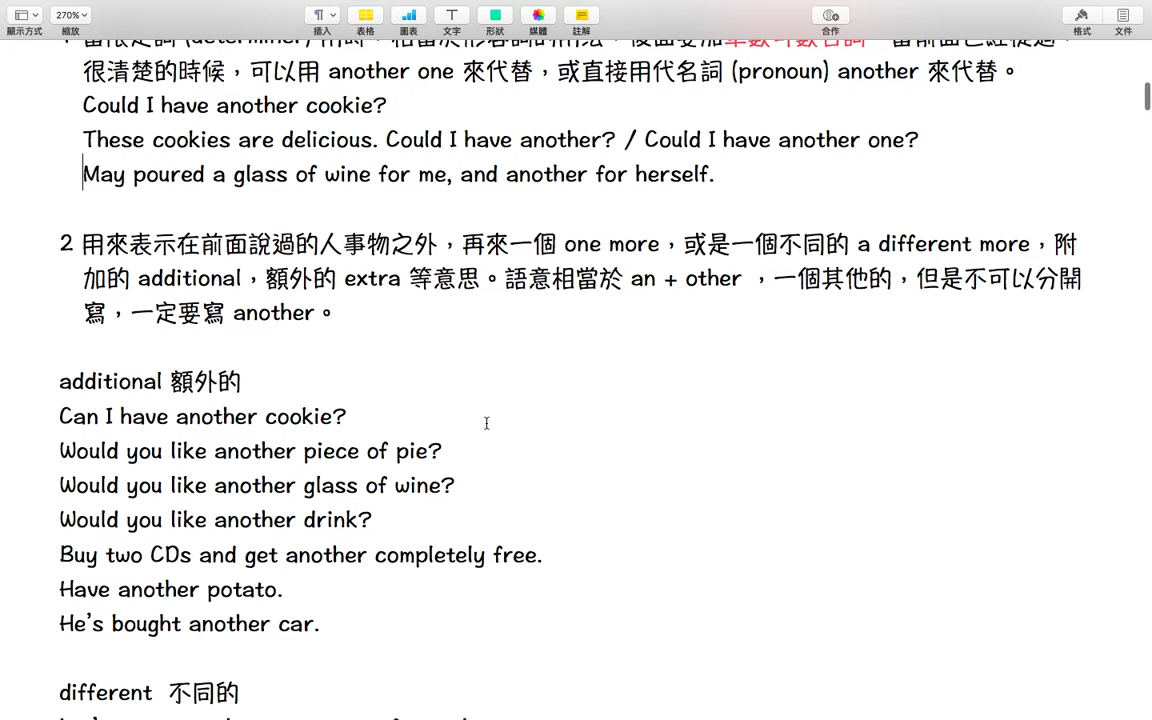 270%
顯示方式
縮放
插入
表格
圖表
文字
形狀
媒體
註解
合作
格式
文件
很清楚的時候，可以用 another one 來代替，或直接用代名詞 (pronoun) another 來代替。
Could I have another cookie?
These cookies are delicious. Could I have another? / Could I have another one?
May poured a glass of wine for me, and another for herself.
2 用來表示在前面說過的人事物之外，再來一個 one more，或是一個不同的 a different more，附
加的 additional，額外的 extra 等意思。語意相當於 an + other ，一個其他的，但是不可以分開
寫，一定要寫 another。
additional 額外的
Can I have another cookie?
Would you like another piece of pie?
Would you like another glass of wine?
Would you like another drink?
Buy two CDs and get another completely free.
Have another potato.
He's bought another car.
different 不同的